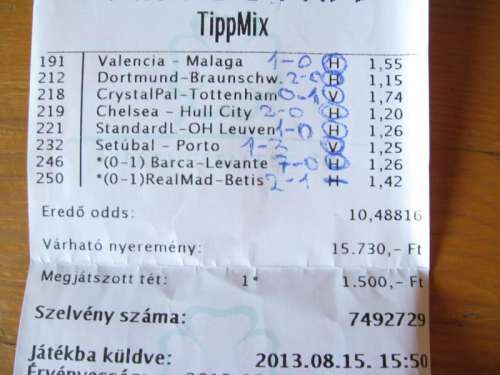 TippMix
191 Valencia - Malaga 1-0 H 1,55
212 Dortmund-Braunschw. 2-0 H 1,15
218 CrystalPal-Tottenham 0-1 V 1,74
219 Chelsea - Hull City 2-0 H 1,20
221 StandardL-OH Leuven 1-0 H 1,26
232 Setúbal - Porto 1-3 V 1,25
246 *(0-1) Barca-Levante 7-0 H 1,26
250 *(0-1)RealMad-Betis 2-1 H 1,42
Eredő odds: 10,48816
Várható nyeremény: 15.730,- Ft
Megjátszott tét: 1* 1.500,- Ft
Szelvény száma: 7492729
Játékba küldve: 2013.08.15. 15:50